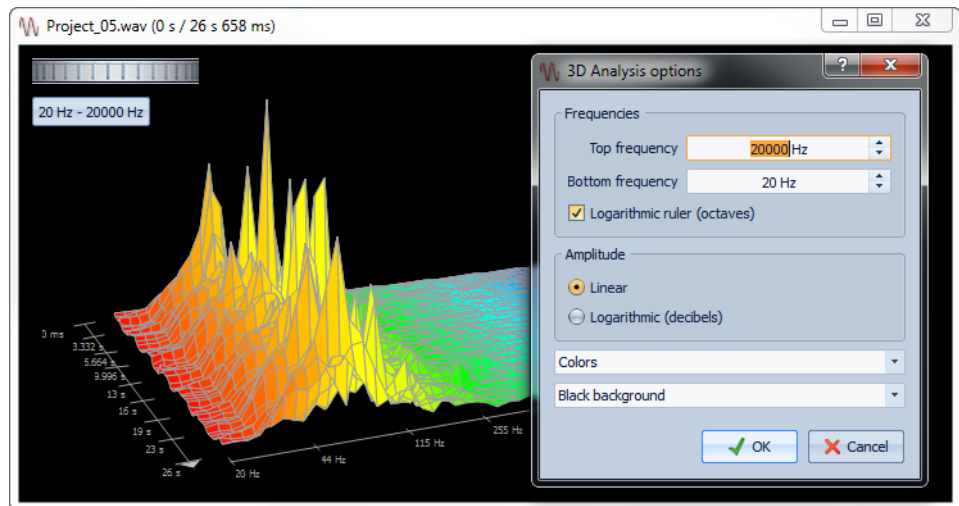 Project_05.wav (0 s / 26 s 658 ms)
20 Hz - 20000 Hz
0 ms
3.332 s
5.664 s
9.996 s
13 s
16 s
19 s
23 s
26 s
20 Hz
44 Hz
115 Hz
255 Hz
3D Analysis options
?
Frequencies
Top frequency 20000 Hz
Bottom frequency 20 Hz
Logarithmic ruler (octaves)
Amplitude
Linear
Logarithmic (decibels)
Colors
Black background
OK Cancel